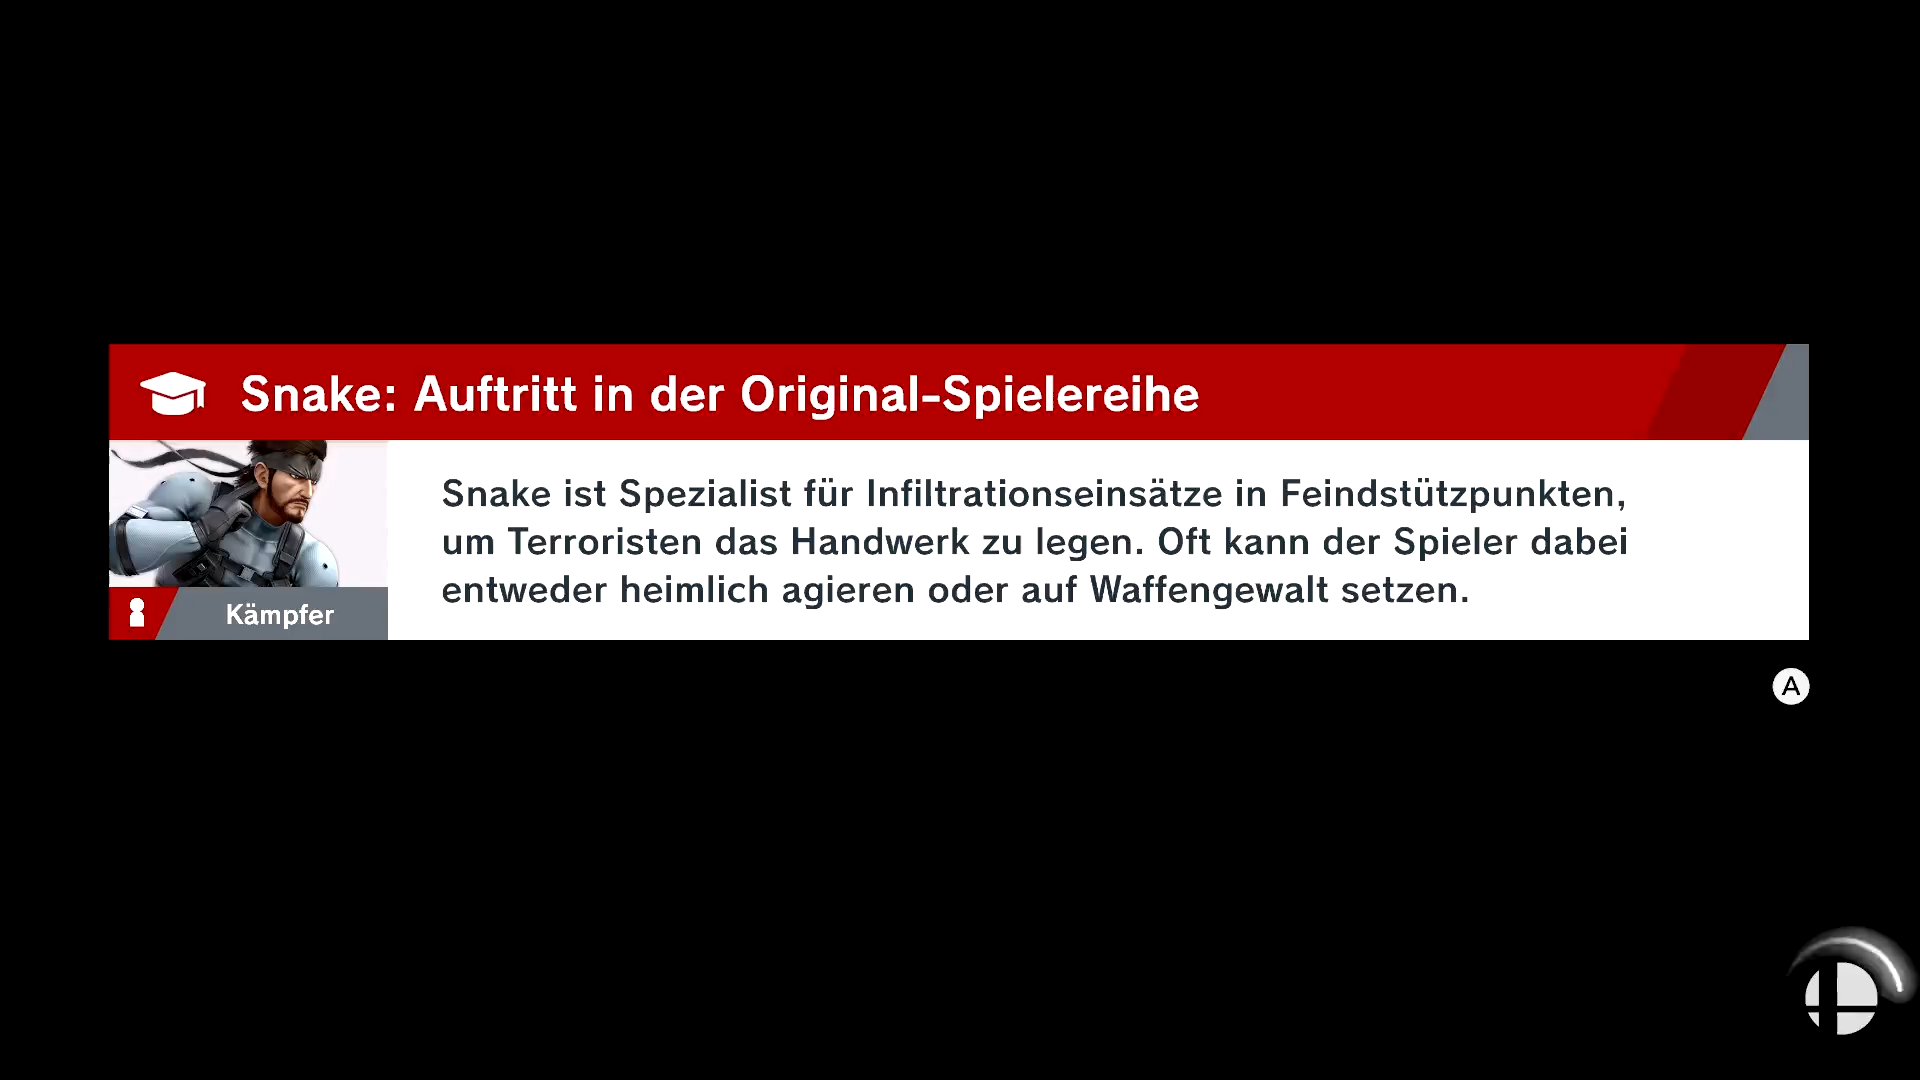 Snake: Auftritt in der Original-Spielereihe
Snake ist Spezialist für Infiltrationseinsätze in Feindstützpunkten,
um Terroristen das Handwerk zu legen. Oft kann der Spieler dabei
entweder heimlich agieren oder auf Waffengewalt setzen.
Kämpfer
A